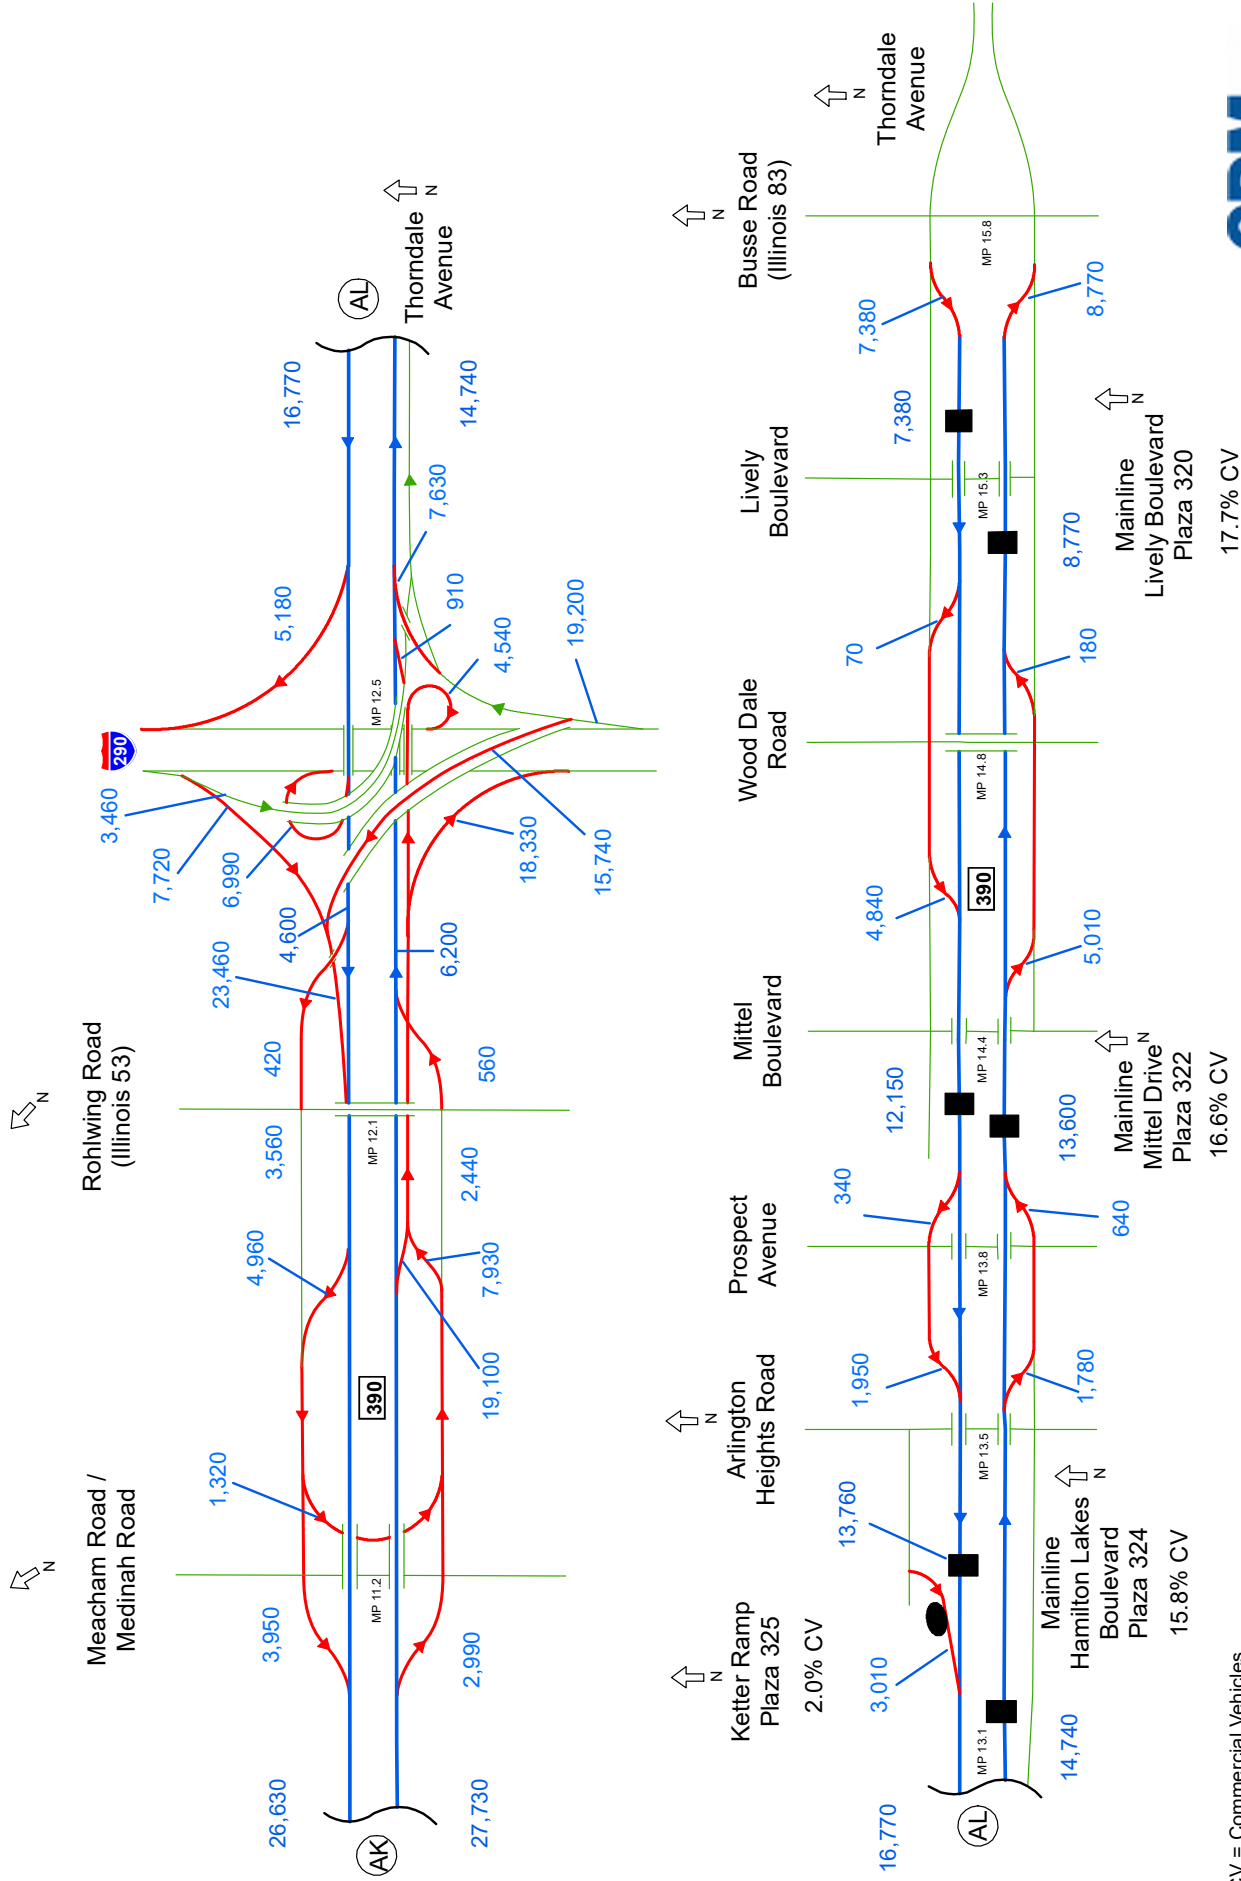 Meacham Road /
Medinah Road
N
Rohlwing Road
(Illinois 53)
N
290
26,630
3,950
1,320
4,960
3,560
420
23,460
4,600
6,990
7,720
3,460
5,180
16,770
AK
MP 11.2
390
MP 12.1
MP 12.5
AL
27,730
2,990
19,100
7,930
2,440
560
6,200
18,330
15,740
19,200
4,540
910
7,630
14,740
Thorndale
Avenue
N
Ketter Ramp
Plaza 325
2.0% CV
N
Arlington
Heights Road
N
Prospect
Avenue
Mittel
Boulevard
Wood Dale
Road
Lively
Boulevard
Busse Road
(Illinois 83)
N
Thorndale
Avenue
N
16,770
3,010
13,760
1,950
340
12,150
4,840
70
7,380
7,380
AL
MP 13.1
MP 13.5
MP 13.8
MP 14.4
390
MP 14.8
MP 15.3
MP 15.8
14,740
1,780
640
13,600
5,010
180
8,770
8,770
Mainline
Hamilton Lakes
Boulevard
Plaza 324
15.8% CV
N
Mainline
Mittel Drive
Plaza 322
16.6% CV
N
Mainline
Lively Boulevard
Plaza 320
17.7% CV
N
CV = Commercial Vehicles